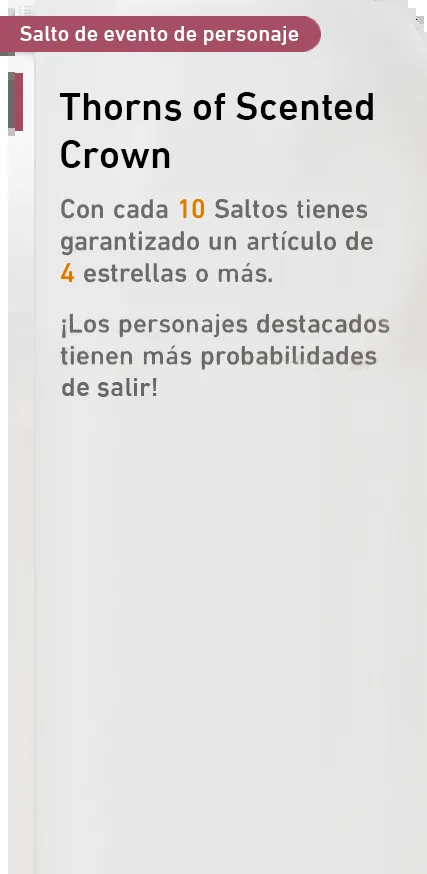 Salto de evento de personaje
Thorns of Scented
Crown
Con cada 10 Saltos tienes
garantizado un artículo de
4 estrellas o más.
¡Los personajes destacados
tienen más probabilidades
de salir!